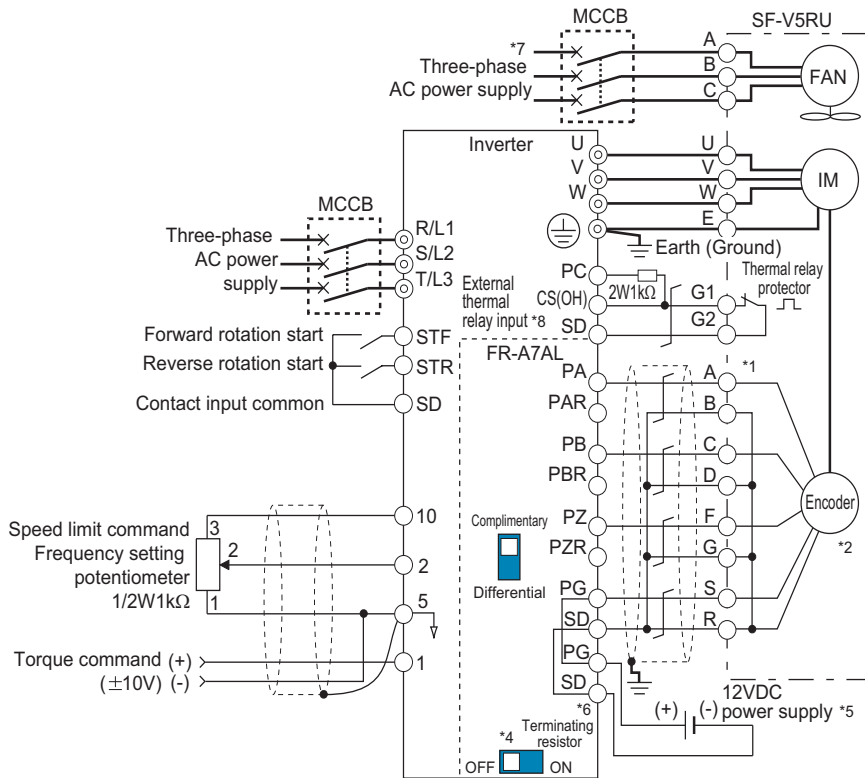 MCCB
SF-V5RU
*7
Three-phase
AC power supply
A
B
C
FAN
Inverter
U
V
W
U
V
W
E
IM
MCCB
Three-phase
AC power
supply
R/L1
S/L2
T/L3
Earth (Ground)
External
thermal
relay input *8
PC
CS(OH)
SD
2W1kΩ
G1
G2
Thermal relay
protector
Forward rotation start
Reverse rotation start
Contact input common
STF
STR
SD
FR-A7AL
PA
PAR
PB
PBR
PZ
PZR
PG
SD
PG
SD
A
B
C
D
F
G
S
R
*1
Encoder
*2
Complimentary
Differential
Speed limit command
Frequency setting
potentiometer
1/2W1kΩ
3
2
1
10
2
5
1
Torque command (+)
(±10V) (-)
*6
*4
Terminating
resistor
OFF
ON
(+)
(-)
12VDC
power supply *5